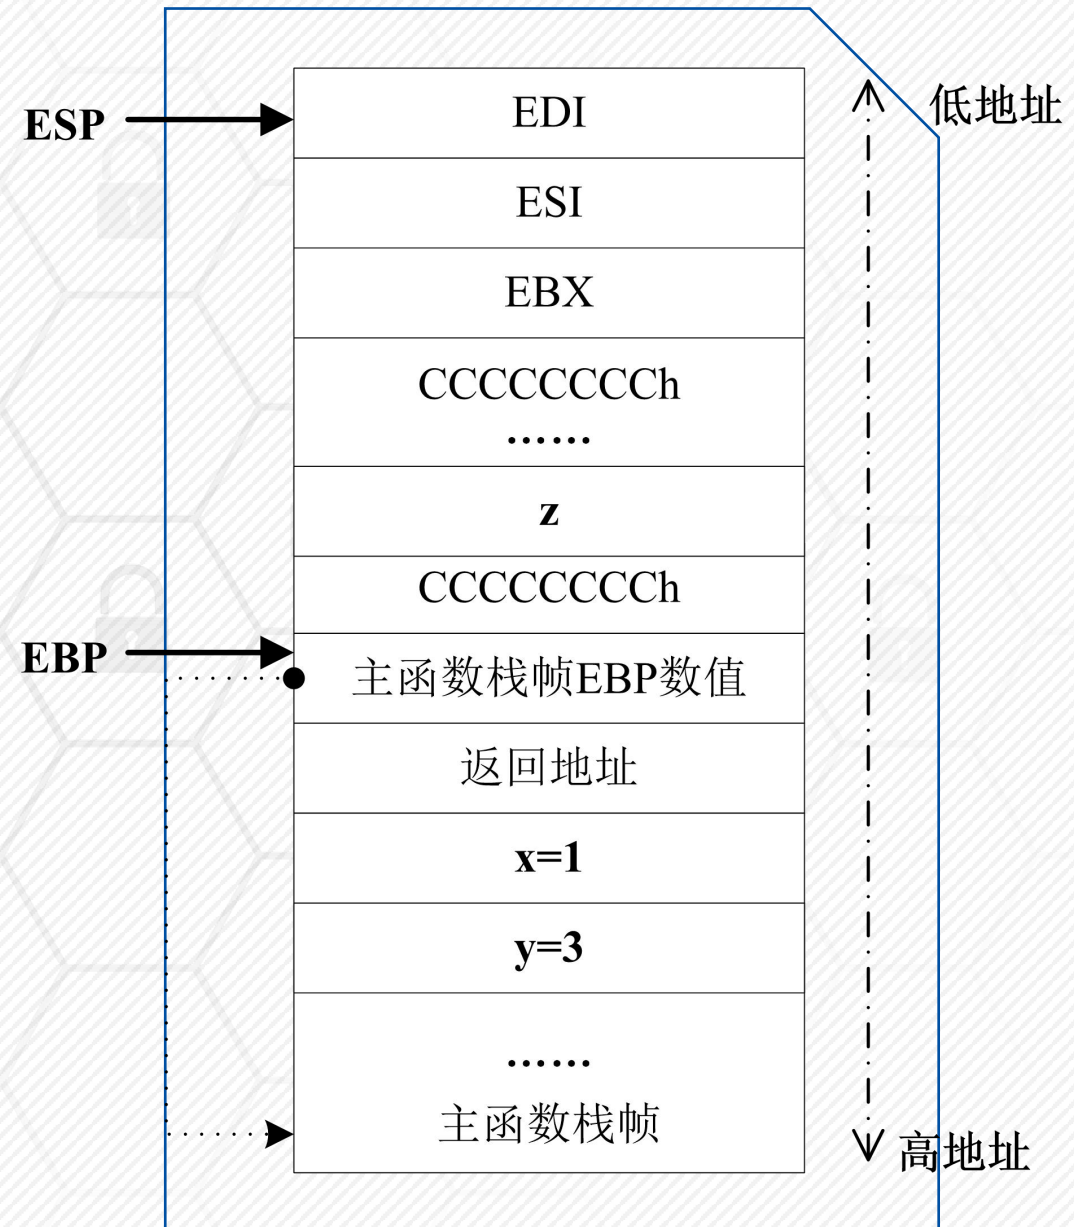 低地址
ESP
EDI
ESI
EBX
CCCCCCCCh
……
z
CCCCCCCCh
EBP
主函数栈帧EBP数值
返回地址
x=1
y=3
……
主函数栈帧
高地址